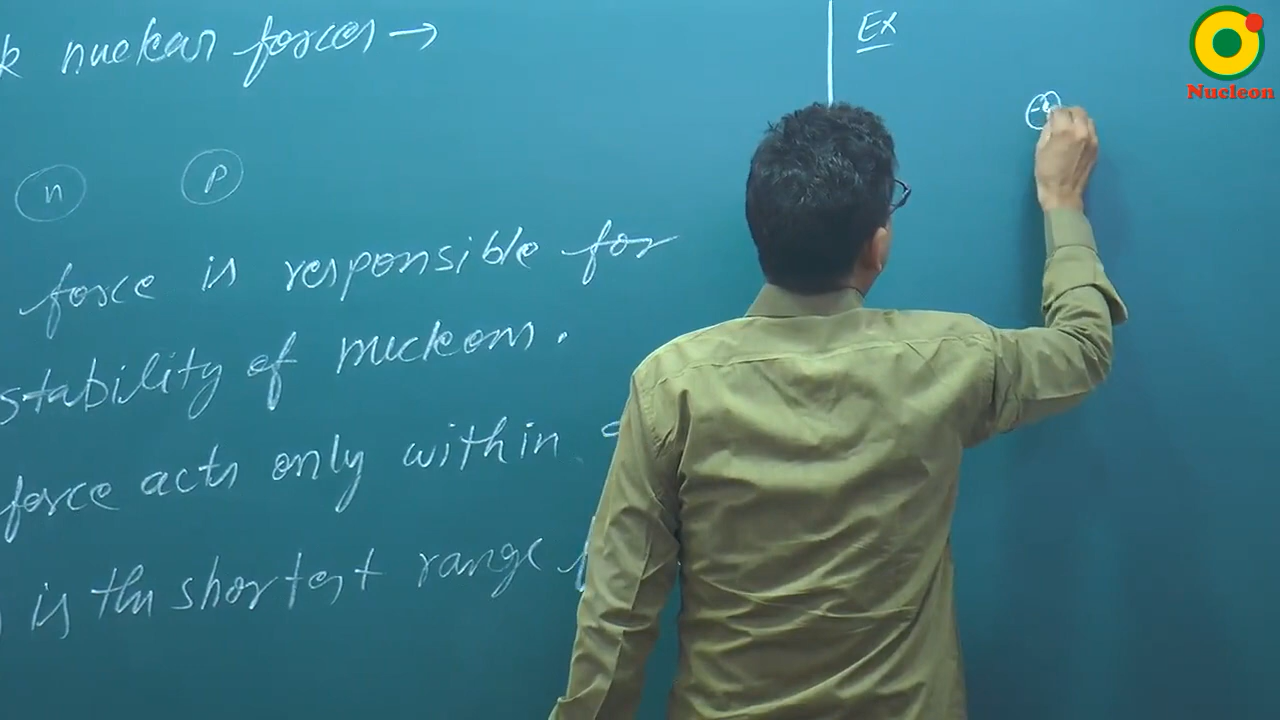 k nuclear forces →
n p
force is responsible for
stability of nucleons.
force acts only within
is the shortest range
Ex
Nucleon